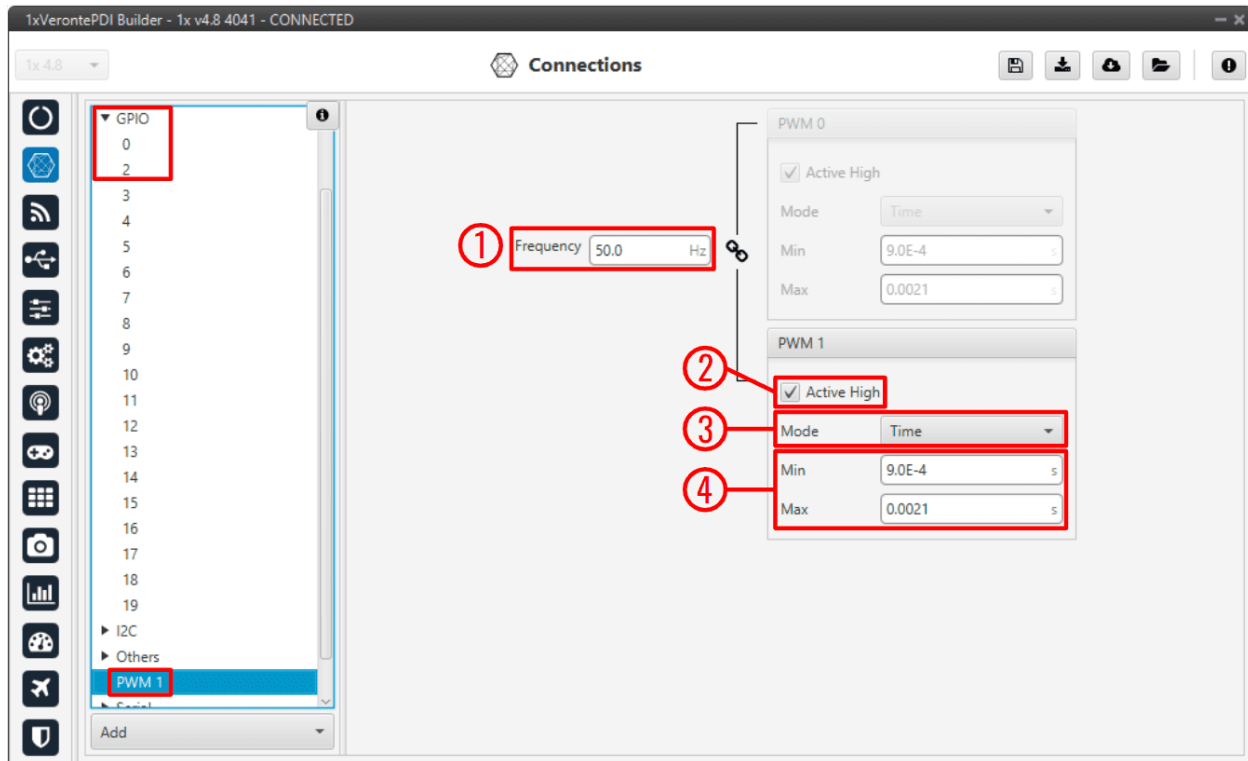 1xVerontePDI Builder - 1x v4.8 4041 - CONNECTED
1x 4.8
Connections
GPIO
0
2
3
4
5
6
7
8
9
10
11
12
13
14
15
16
17
18
19
I2C
Others
PWM 1
Serial
Add
1
Frequency 50.0 Hz
PWM 0
Active High
Mode Time
Min 9.0E-4 s
Max 0.0021 s
PWM 1
2
Active High
3
Mode Time
4
Min 9.0E-4 s
Max 0.0021 s